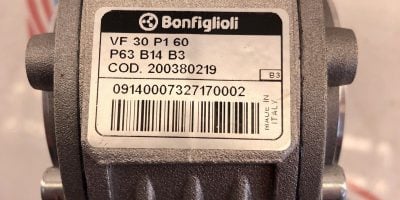 Bonfiglioli
VF 30 P1 60
P63 B14 B3
COD. 200380219
B3
09140007327170002
MADE IN
ITALY